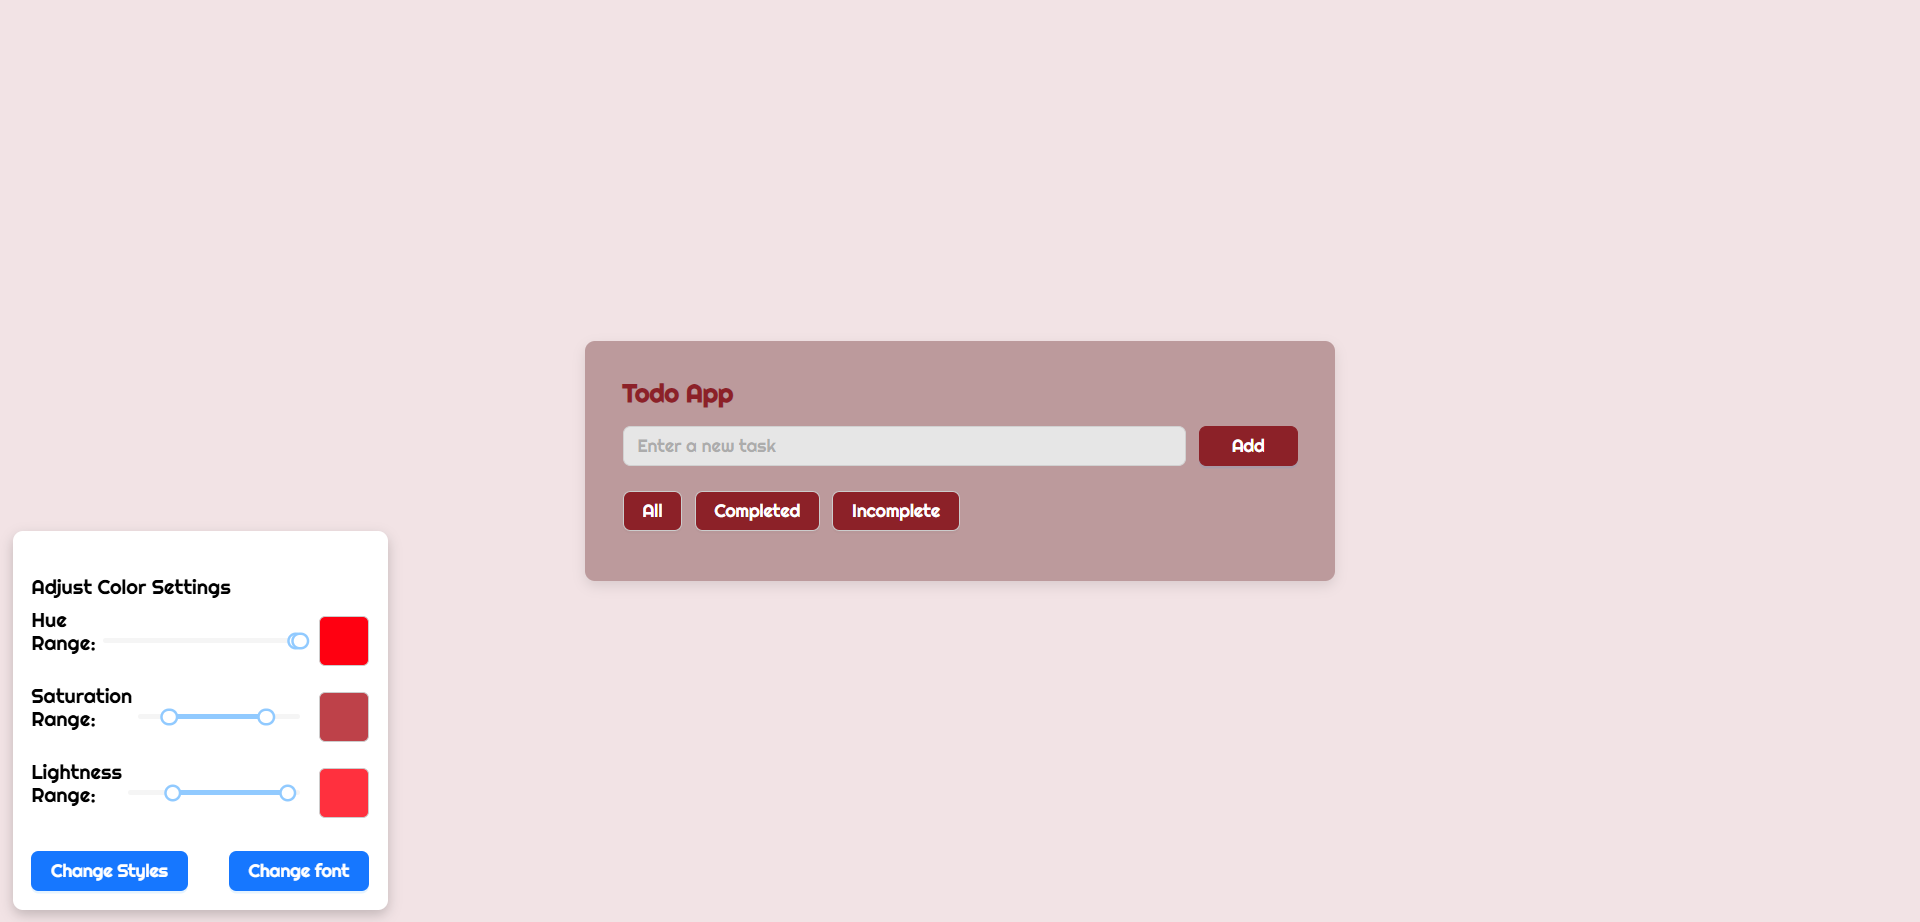 Todo App
Enter a new task
Add
All
Completed
Incomplete
Adjust Color Settings
Hue
Range:
Saturation
Range:
Lightness
Range:
Change Styles
Change font